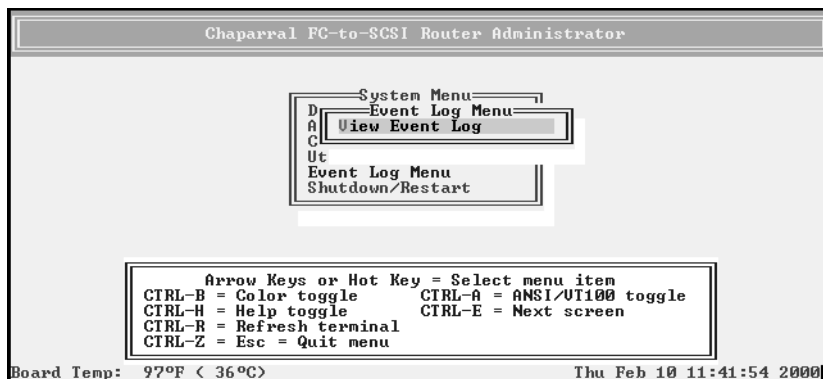 Chaparral FC-to-SCSI Router Administrator
System Menu
D
Event Log Menu
A
View Event Log
C
Ut
Event Log Menu
Shutdown/Restart
Arrow Keys or Hot Key = Select menu item
CTRL-B = Color toggle CTRL-A = ANSI/VT100 toggle
CTRL-H = Help toggle CTRL-E = Next screen
CTRL-R = Refresh terminal
CTRL-Z = Esc = Quit menu
Board Temp: 97ºF ( 36ºC) Thu Feb 10 11:41:54 2000